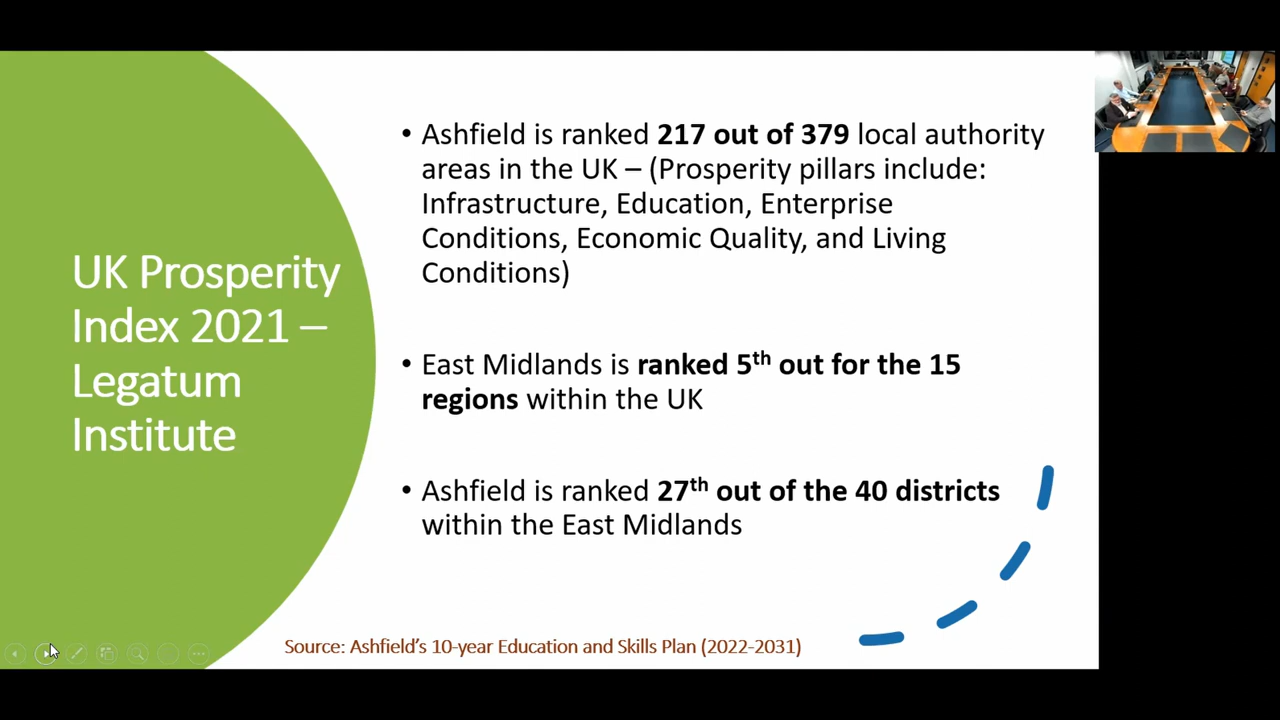 UK Prosperity
Index 2021 –
Legatum
Institute
• Ashfield is ranked 217 out of 379 local authority
areas in the UK – (Prosperity pillars include:
Infrastructure, Education, Enterprise
Conditions, Economic Quality, and Living
Conditions)
• East Midlands is ranked 5th out for the 15
regions within the UK
• Ashfield is ranked 27th out of the 40 districts
within the East Midlands
Source: Ashfield's 10-year Education and Skills Plan (2022-2031)